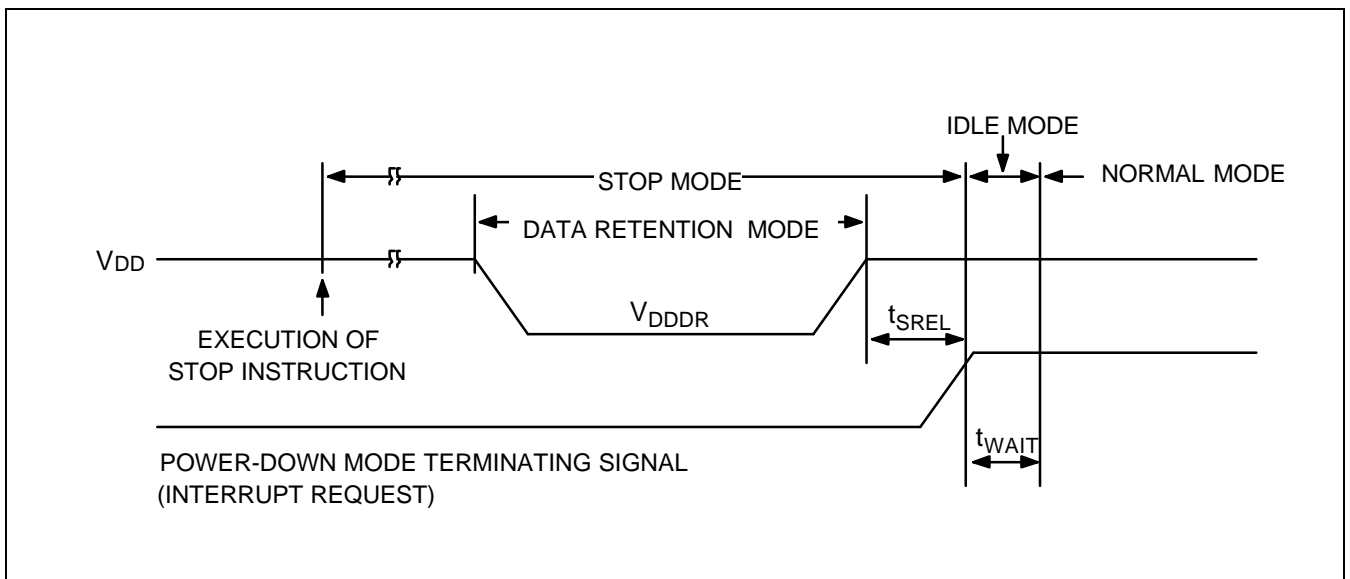 IDLE MODE
STOP MODE
NORMAL MODE
DATA RETENTION MODE
VDD
VDDDR
tSREL
EXECUTION OF
STOP INSTRUCTION
tWAIT
POWER-DOWN MODE TERMINATING SIGNAL
(INTERRUPT REQUEST)